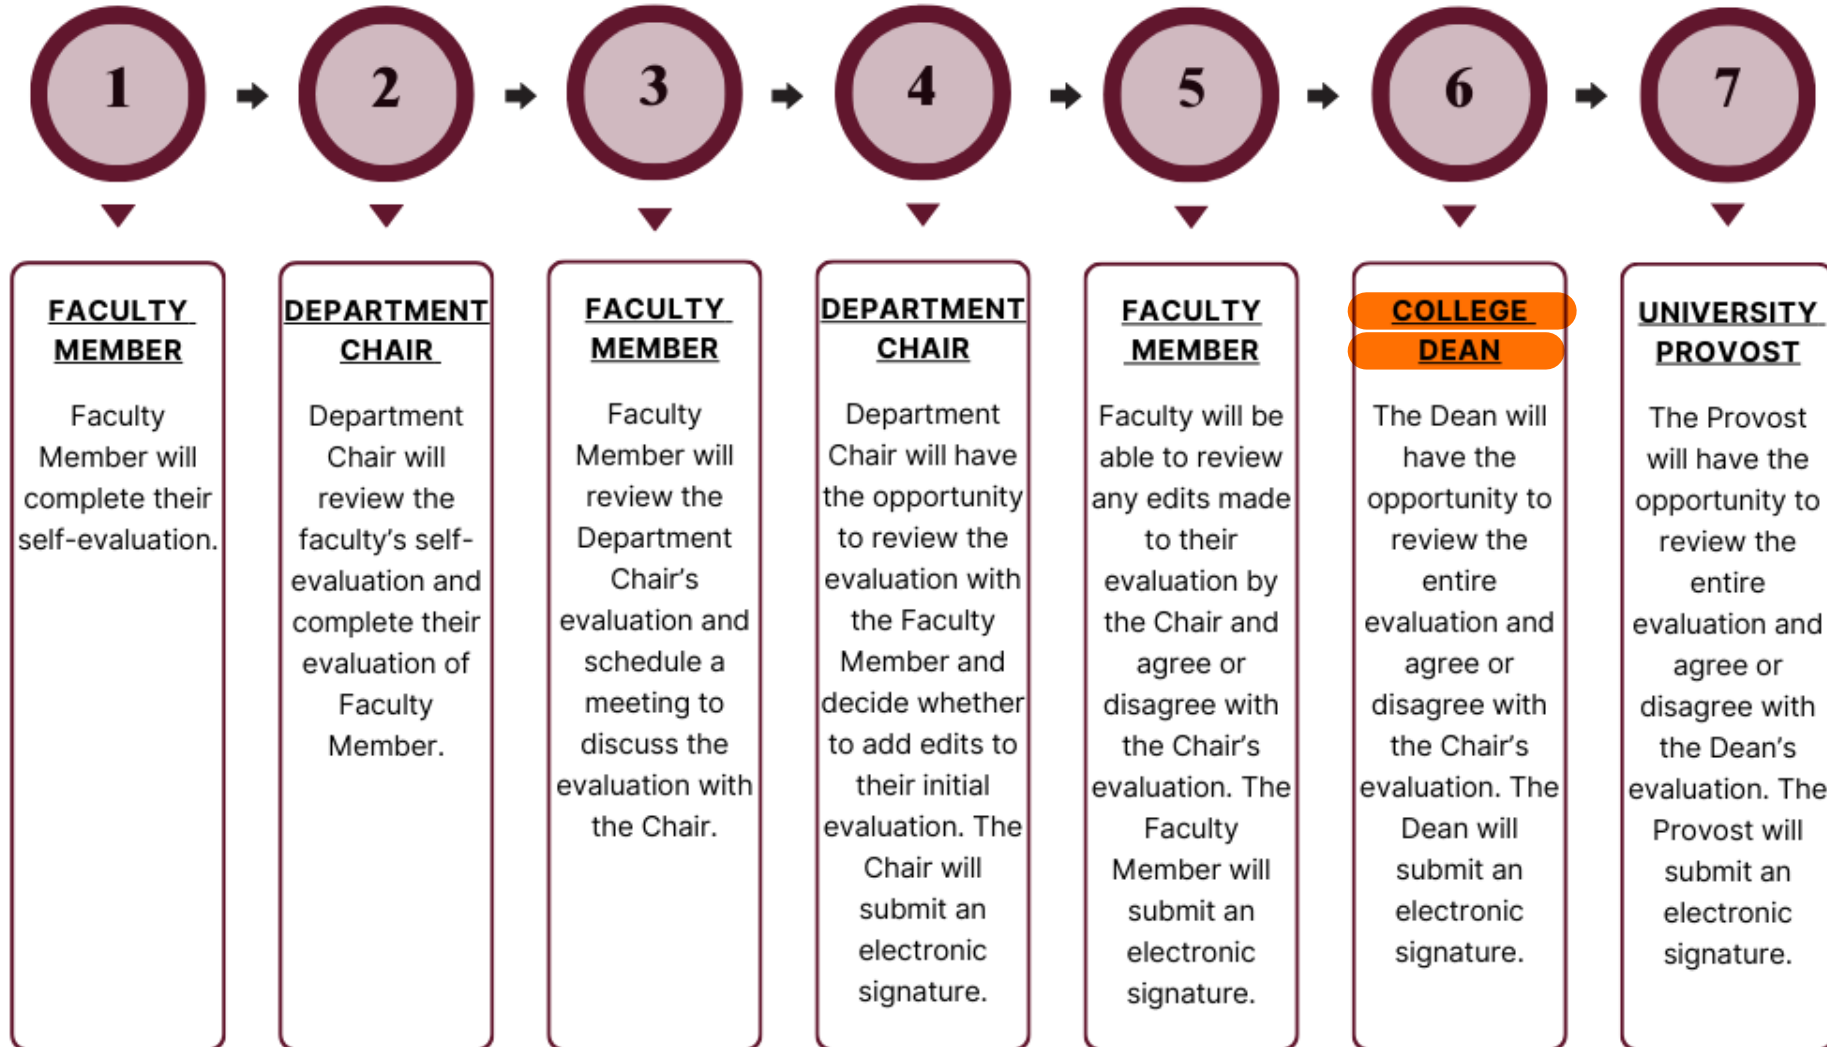 1
2
3
4
5
6
7
FACULTY
MEMBER
Faculty
Member will
complete their
self-evaluation.
DEPARTMENT
CHAIR
Department
Chair will
review the
faculty's self-
evaluation and
complete their
evaluation of
Faculty
Member.
FACULTY
MEMBER
Faculty
Member will
review the
Department
Chair's
evaluation and
schedule a
meeting to
discuss the
evaluation with
the Chair.
DEPARTMENT
CHAIR
Department
Chair will have
the opportunity
to review the
evaluation with
the Faculty
Member and
decide whether
to add edits to
their initial
evaluation. The
Chair will
submit an
electronic
signature.
FACULTY
MEMBER
Faculty will be
able to review
any edits made
to their
evaluation by
the Chair and
agree or
disagree with
the Chair's
evaluation. The
Faculty
Member will
submit an
electronic
signature.
COLLEGE
DEAN
The Dean will
have the
opportunity to
review the
entire
evaluation and
agree or
disagree with
the Chair's
evaluation. The
Dean will
submit an
electronic
signature.
UNIVERSITY
PROVOST
The Provost
will have the
opportunity to
review the
entire
evaluation and
agree or
disagree with
the Dean's
evaluation. The
Provost will
submit an
electronic
signature.